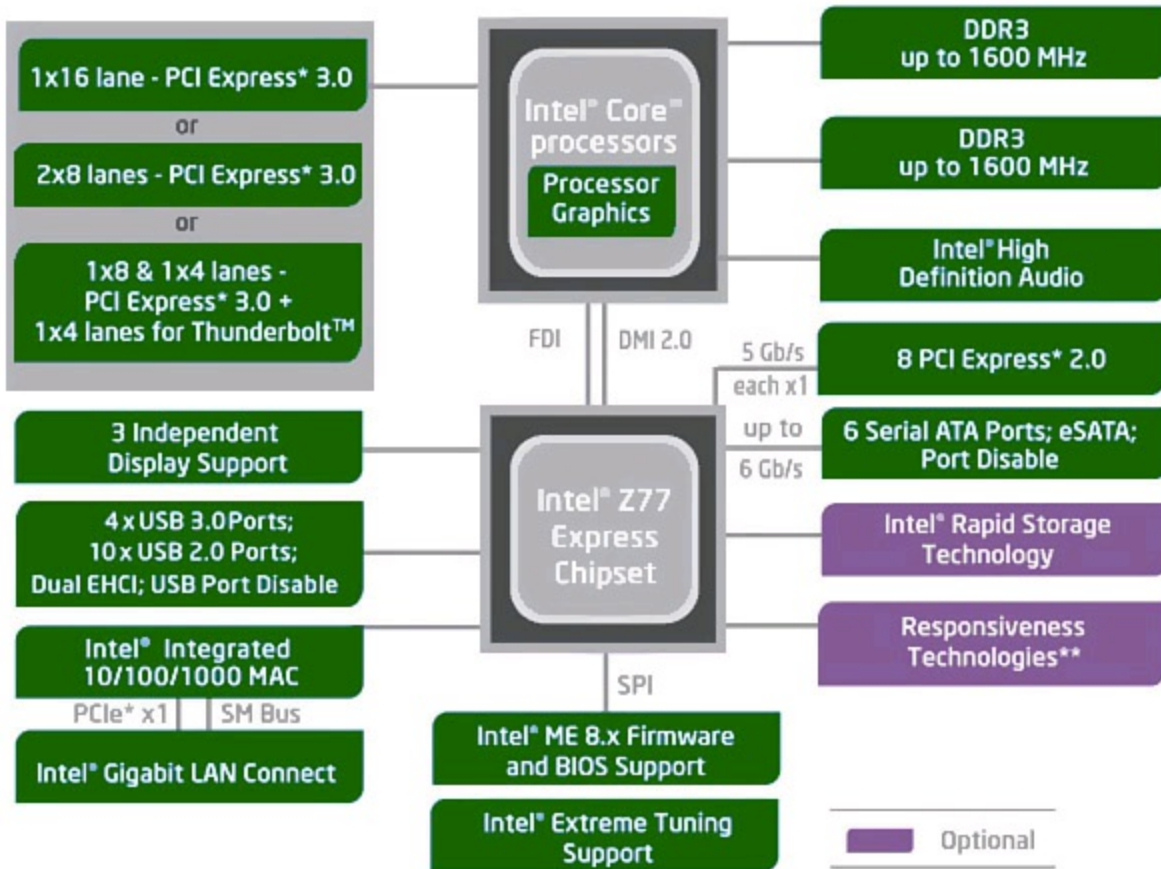 1x16 lane - PCI Express* 3.0
or
2x8 lanes - PCI Express* 3.0
or
1x8 & 1x4 lanes -
PCI Express* 3.0 +
1x4 lanes for Thunderbolt™
Intel® Core™
processors
Processor
Graphics
DDR3
up to 1600 MHz
DDR3
up to 1600 MHz
Intel® High
Definition Audio
FDI
DMI 2.0
5 Gb/s
each x1
8 PCI Express* 2.0
up to
6 Gb/s
6 Serial ATA Ports; eSATA;
Port Disable
3 Independent
Display Support
4 x USB 3.0 Ports;
10 x USB 2.0 Ports;
Dual EHCI; USB Port Disable
Intel® Z77
Express
Chipset
Intel® Rapid Storage
Technology
Intel® Integrated
10/100/1000 MAC
Responsiveness
Technologies**
PCIe* x1
SM Bus
Intel® Gigabit LAN Connect
SPI
Intel® ME 8.x Firmware
and BIOS Support
Intel® Extreme Tuning
Support
Optional